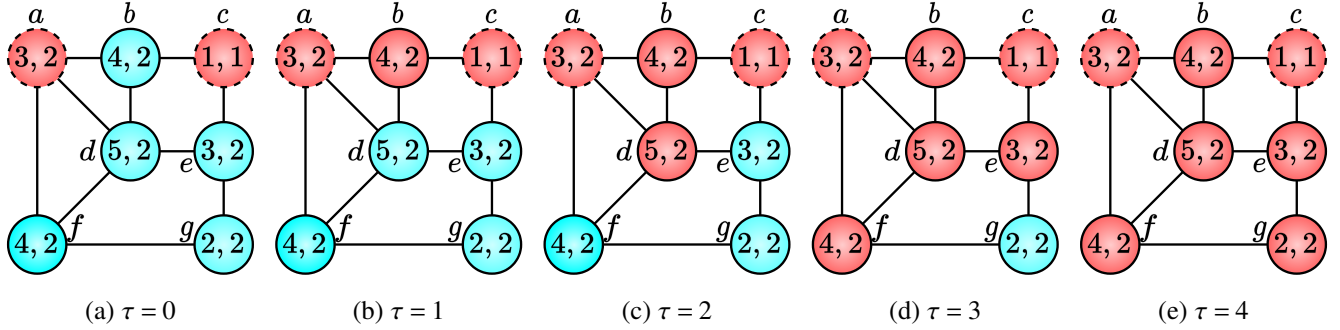 a b c a b c a b c a b c a b c
3, 2 4, 2 1, 1 3, 2 4, 2 1, 1 3, 2 4, 2 1, 1 3, 2 4, 2 1, 1 3, 2 4, 2 1, 1
d 5, 2 e 3, 2 d 5, 2 e 3, 2 d 5, 2 e 3, 2 d 5, 2 e 3, 2 d 5, 2 e 3, 2
4, 2 f g 2, 2 4, 2 f g 2, 2 4, 2 f g 2, 2 4, 2 f g 2, 2 4, 2 f g 2, 2
(a) τ = 0 (b) τ = 1 (c) τ = 2 (d) τ = 3 (e) τ = 4